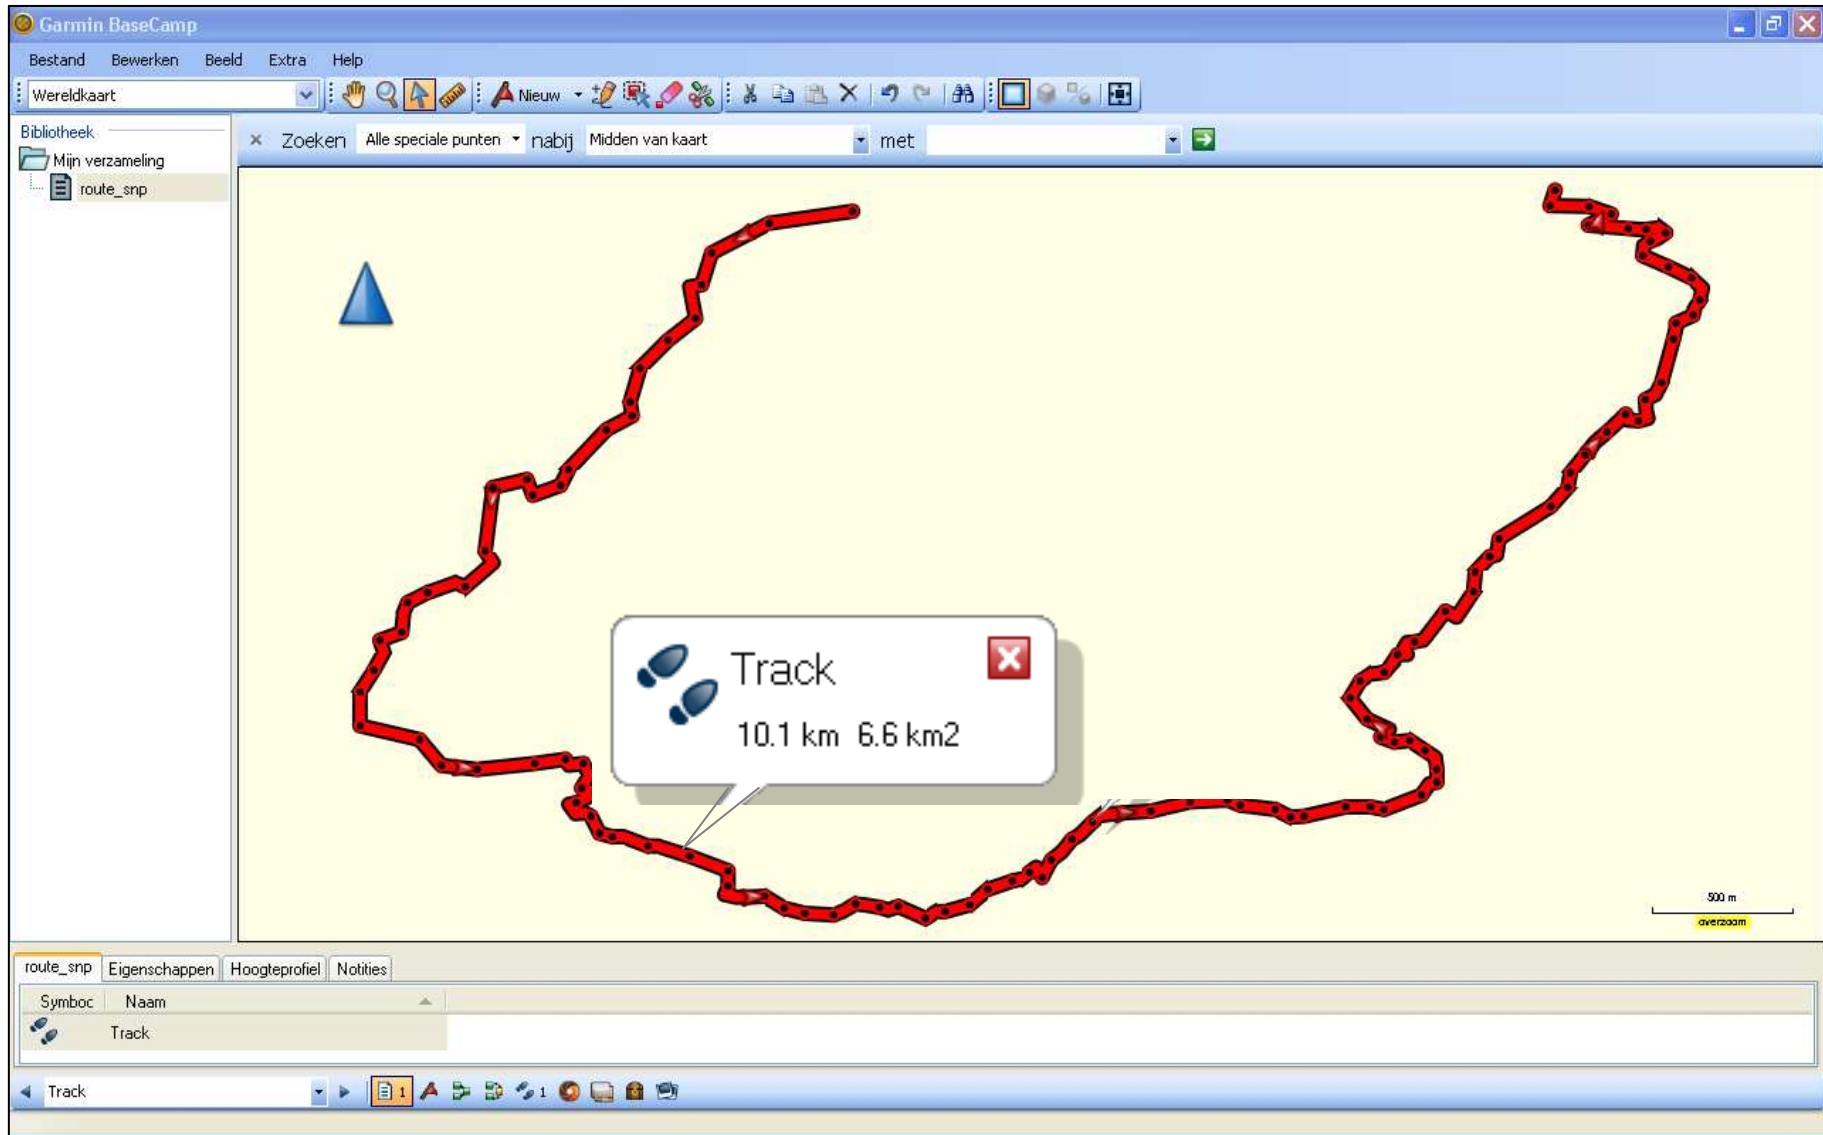 Garmin BaseCamp
Bestand Bewerken Beeld Extra Help
Wereldkaart Nieuw
Bibliotheek
Mijn verzameling
route_snp
Zoeken Alle speciale punten nabij Midden van kaart met
Track
10.1 km 6.6 km2
500 m
overzoom
route_snp Eigenschappen Hoogteprofiel Notities
Symboc Naam
Track
Track 1 1